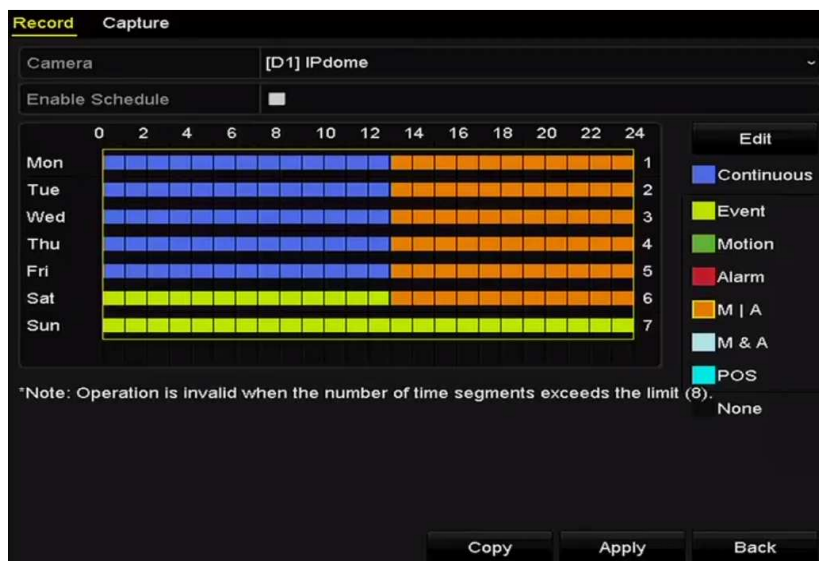 Record Capture
Camera [D1] IPdome
Enable Schedule
0 2 4 6 8 10 12 14 16 18 20 22 24
Edit
Mon 1
Continuous
Tue 2
Wed 3
Event
Thu 4
Motion
Fri 5
Alarm
Sat 6
M | A
Sun 7
M & A
POS
*Note: Operation is invalid when the number of time segments exceeds the limit (8).
None
Copy Apply Back